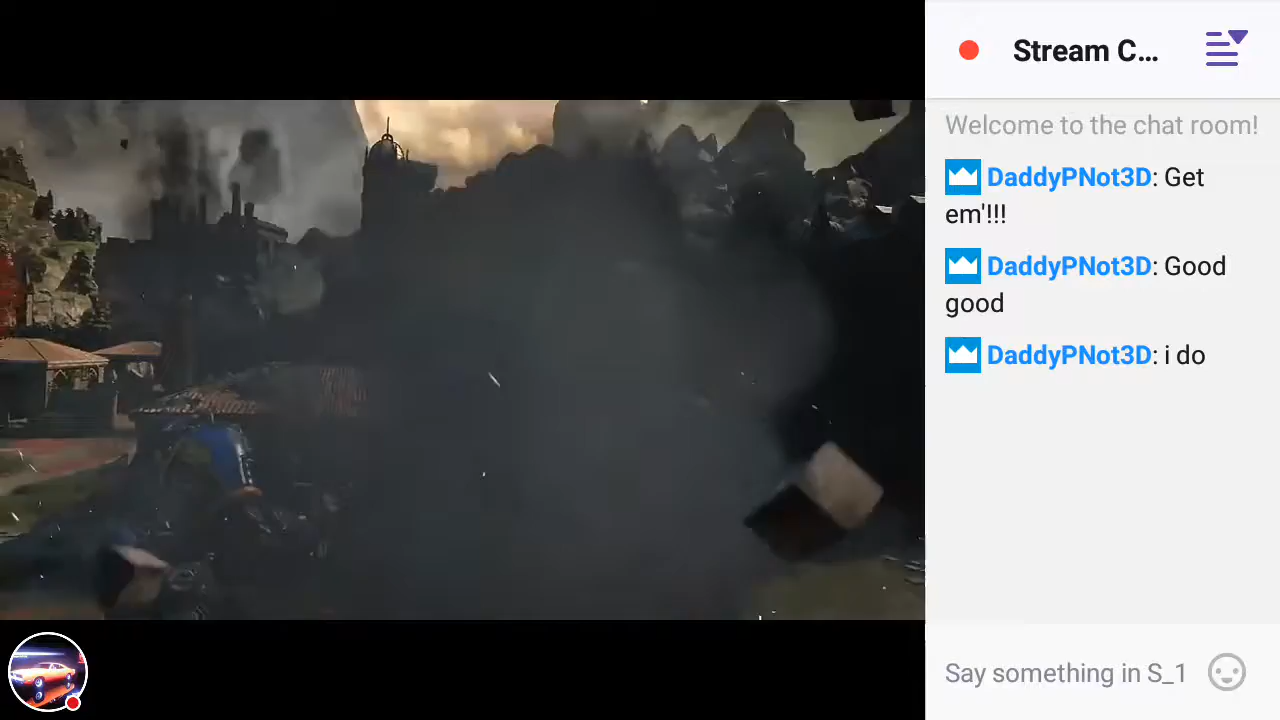 Stream C...
Welcome to the chat room!
DaddyPNot3D: Get
em'!!!
DaddyPNot3D: Good
good
DaddyPNot3D: i do
Say something in S_1